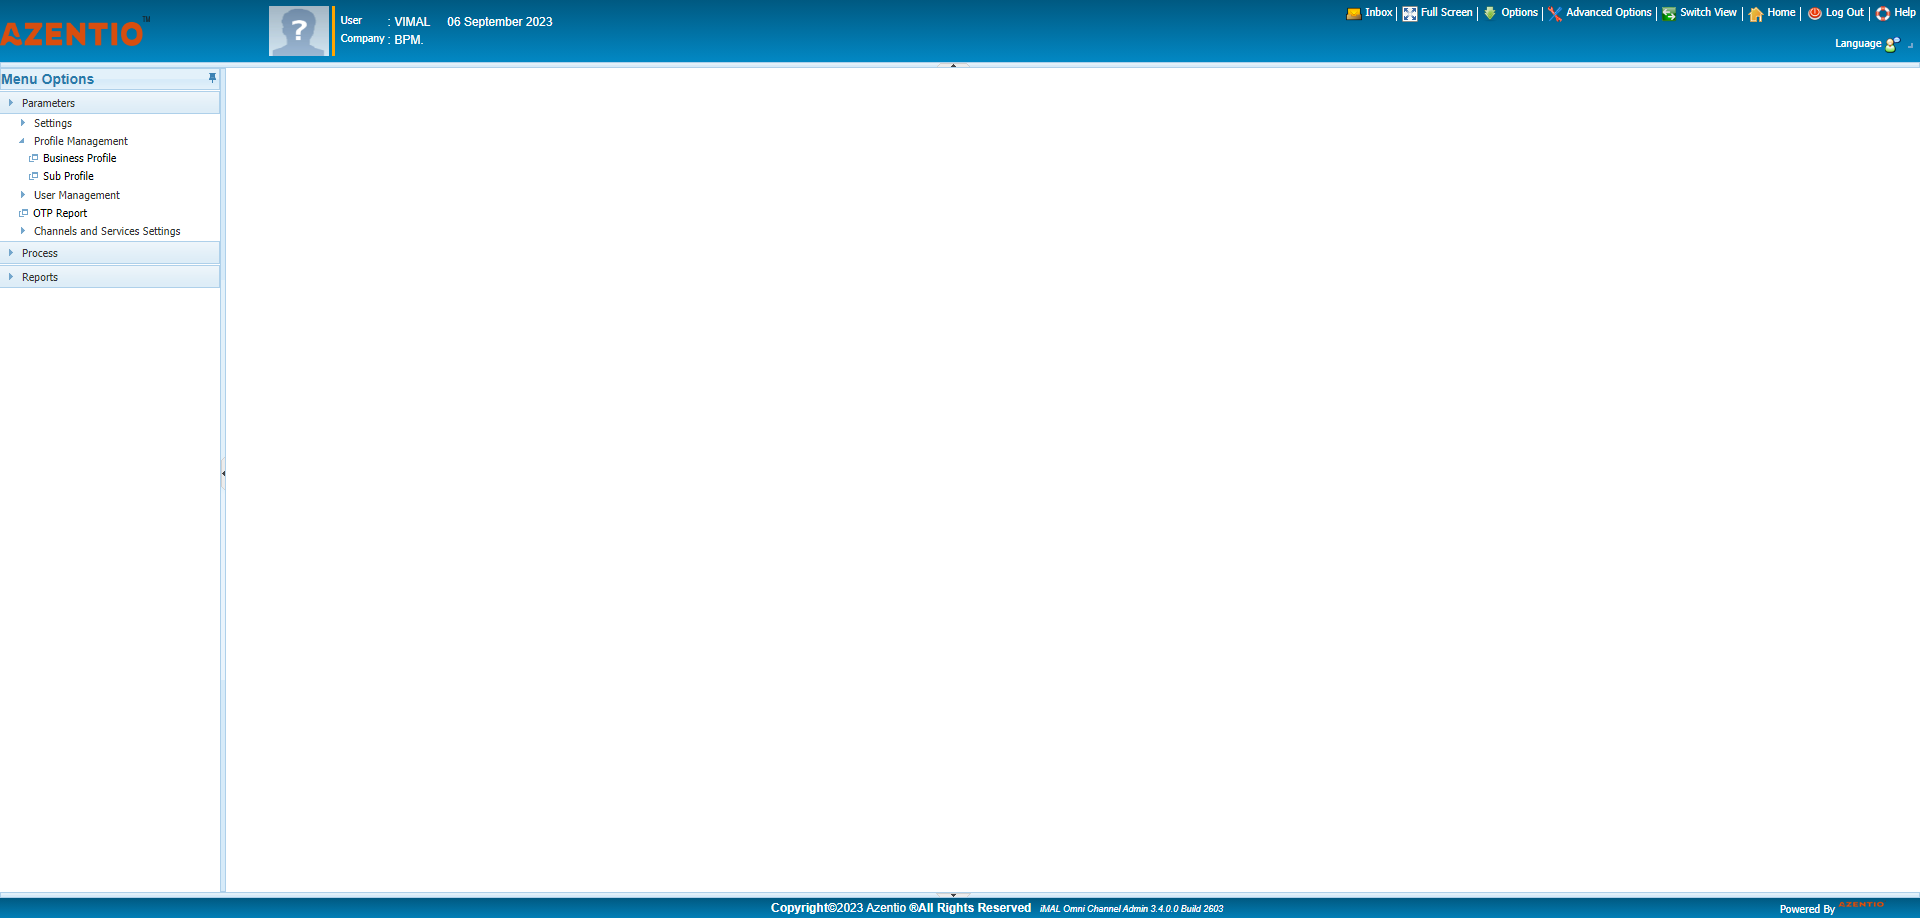 AZENTIO™
?
User : VIMAL 06 September 2023
Company : BPM.
Inbox | Full Screen | Options | Advanced Options | Switch View | Home | Log Out | Help
Language
Menu Options
Parameters
Settings
Profile Management
Business Profile
Sub Profile
User Management
OTP Report
Channels and Services Settings
Process
Reports
Copyright©2023 Azentio ®All Rights Reserved iMAL Omni Channel Admin 3.4.0.0 Build 2603
Powered By AZENTIO